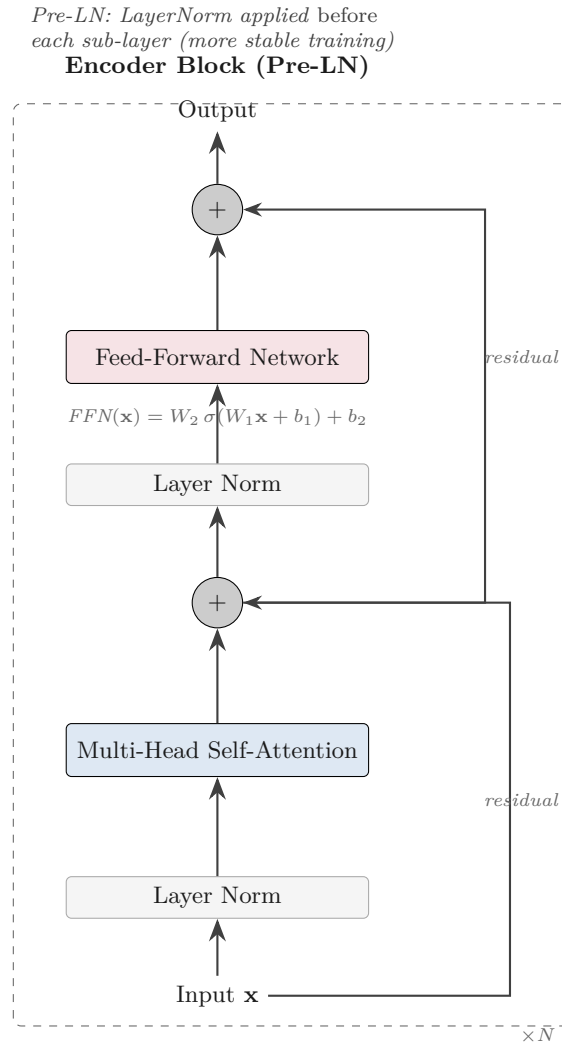 Pre-LN: LayerNorm applied before
each sub-layer (more stable training)
Encoder Block (Pre-LN)
Output
+
Feed-Forward Network
residual
FFN(x) = W₂ σ(W₁x + b₁) + b₂
Layer Norm
+
Multi-Head Self-Attention
residual
Layer Norm
Input x
×N